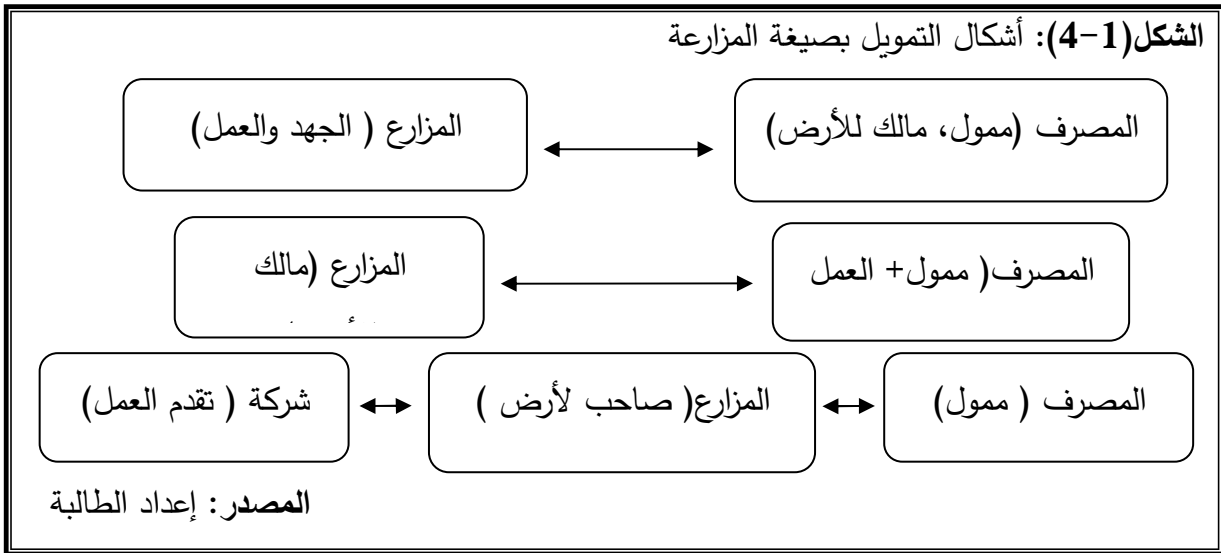 الشكل(1-4): أشكال التمويل بصيغة المزارعة
المصرف (ممول، مالك للأرض)
المزارع ( الجهد والعمل)
المصرف( ممول+ العمل
المزارع (مالك
المصرف ( ممول)
المزارع( صاحب لأرض )
شركة ( تقدم العمل)
المصدر: إعداد الطالبة